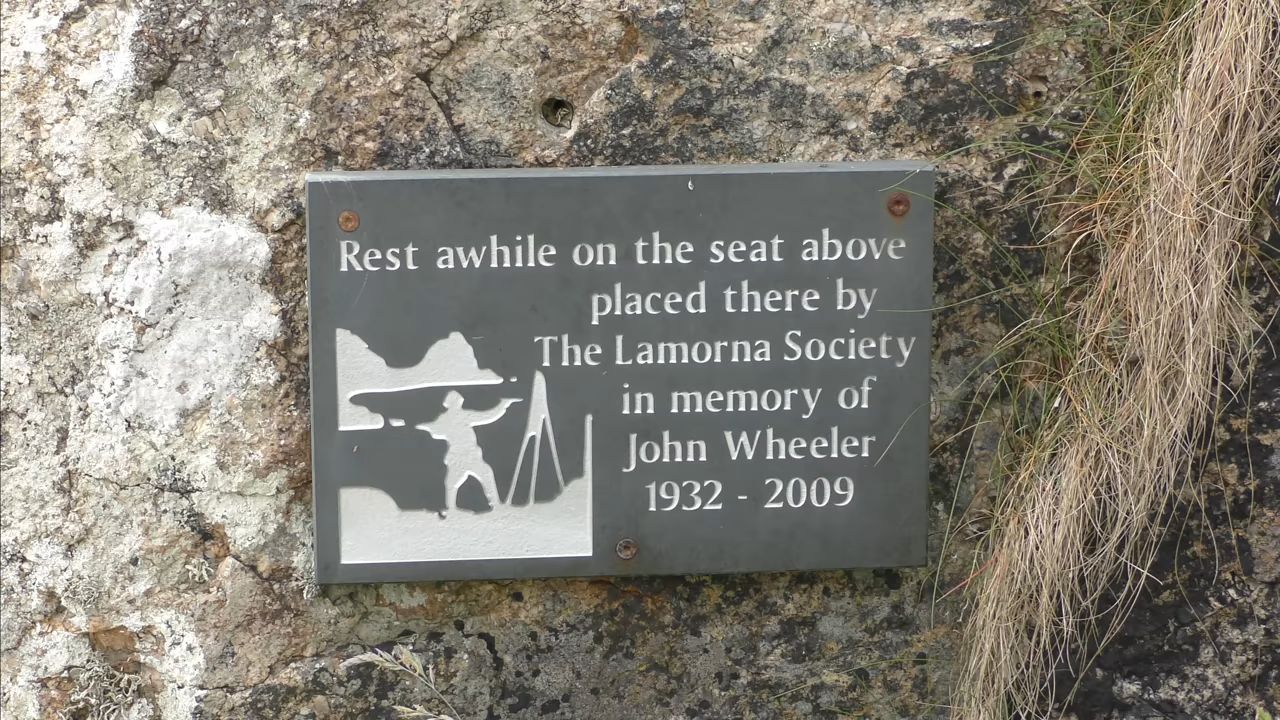 Rest awhile on the seat above
placed there by
The Lamorna Society
in memory of
John Wheeler
1932 - 2009